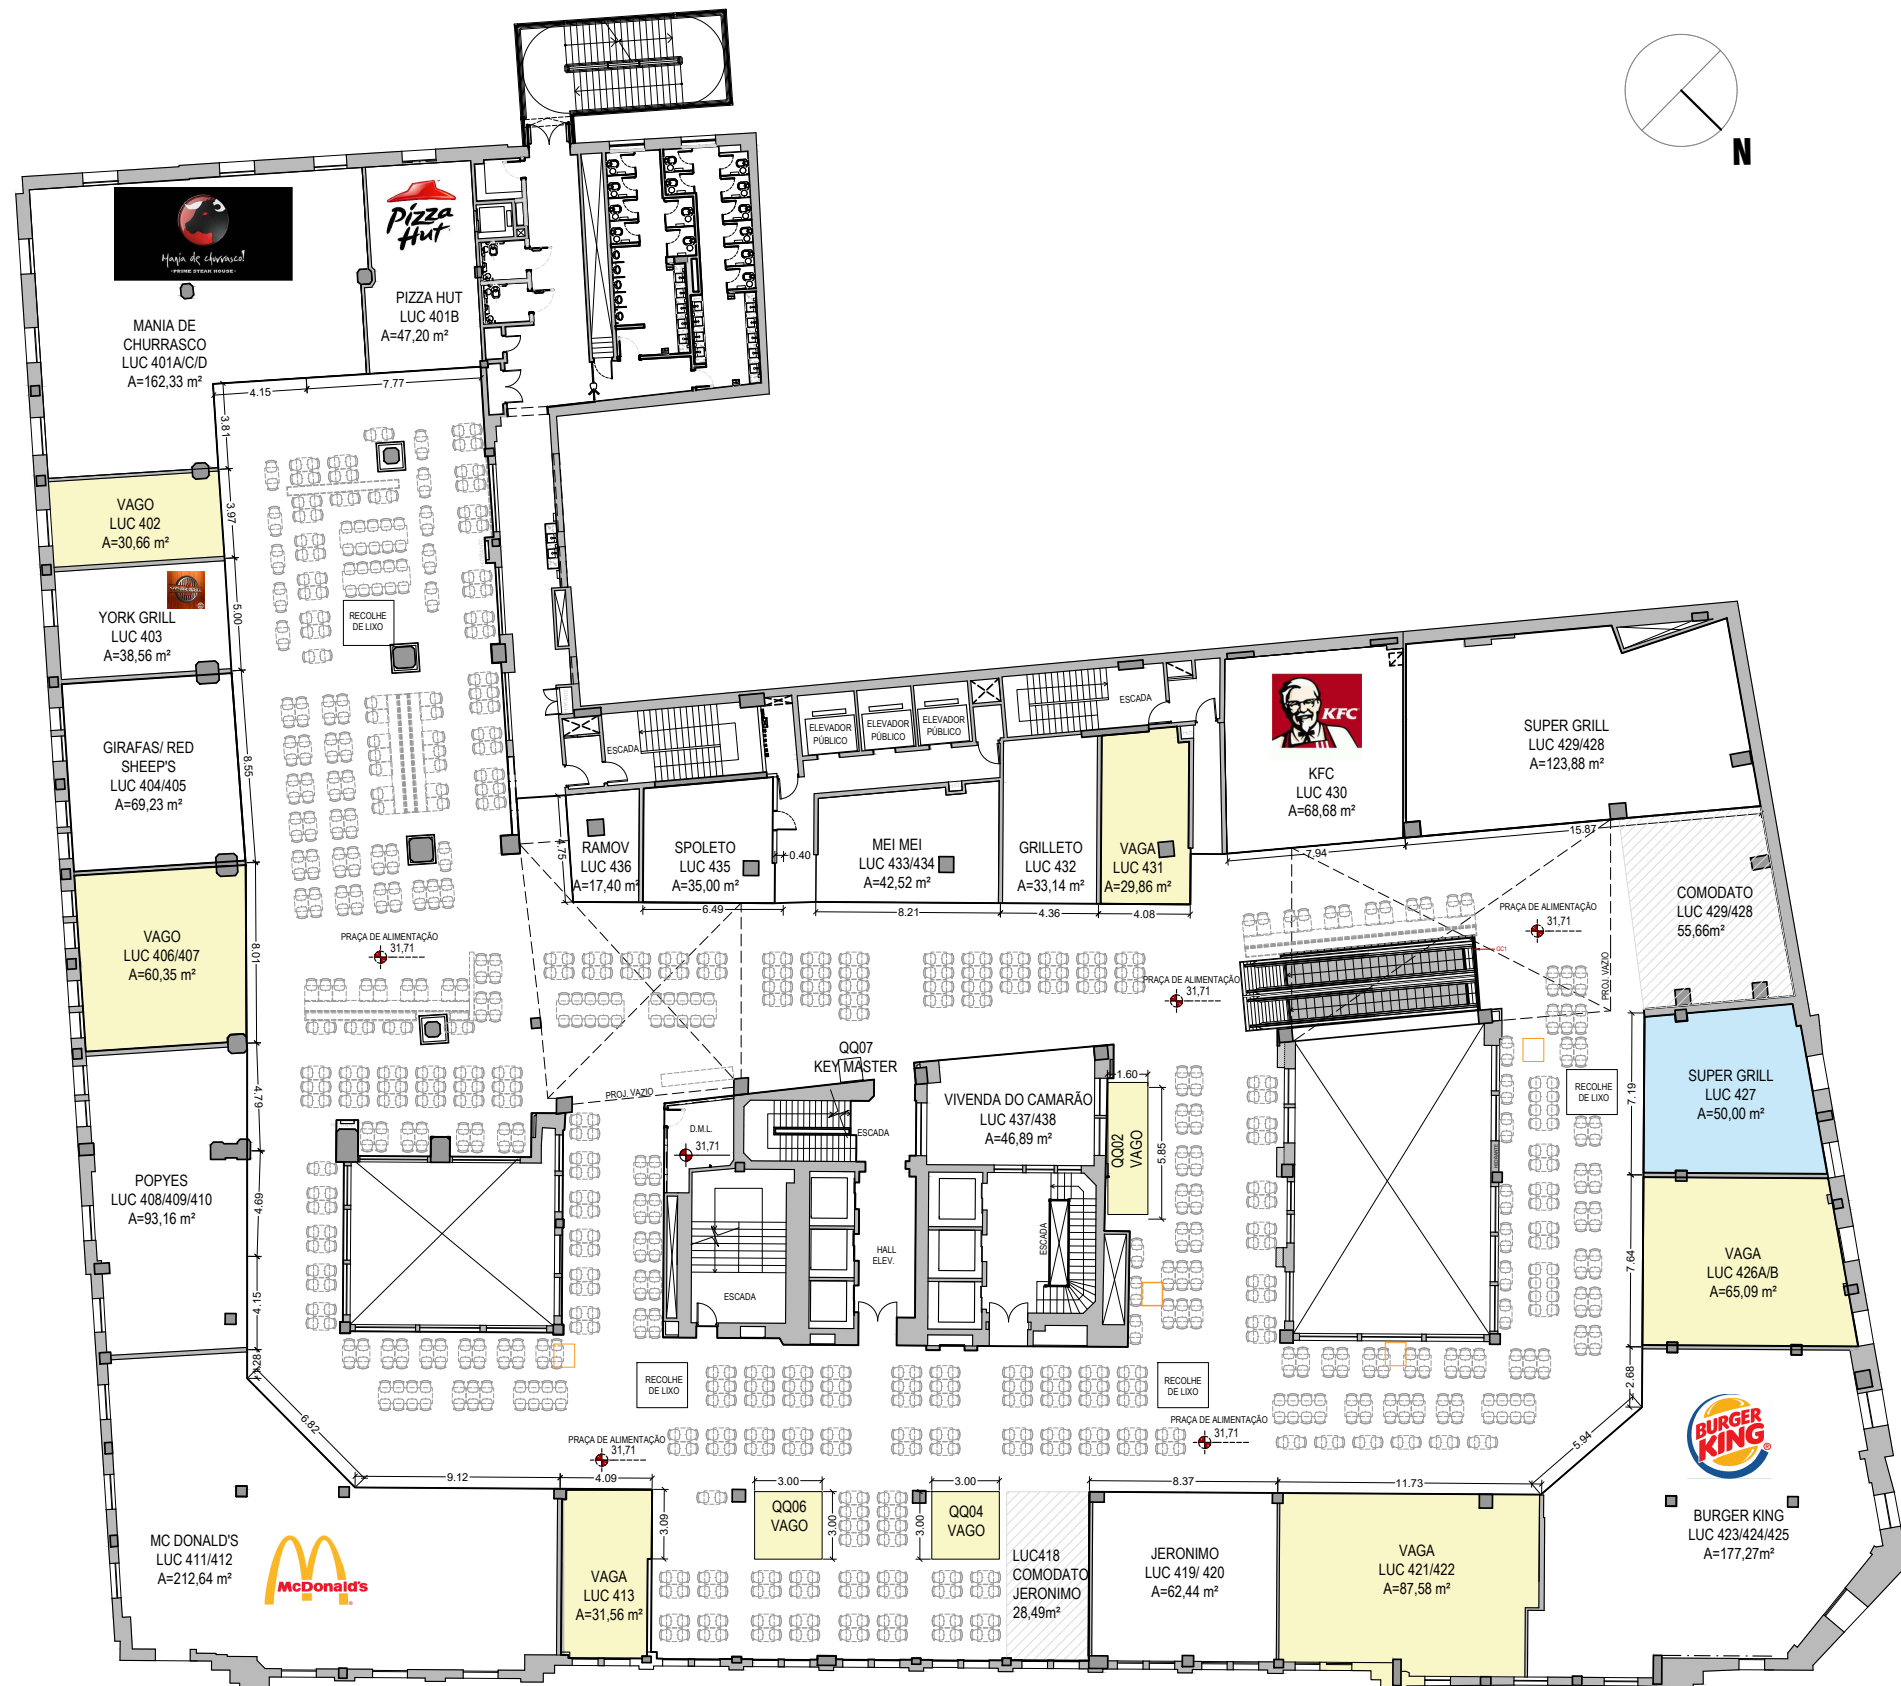 N
Mania de churrasco!
-PRIME STEAK HOUSE-
MANIA DE
CHURRASCO
LUC 401A/C/D
A=162,33 m²
Pizza
Hut
PIZZA HUT
LUC 401B
A=47,20 m²
4.15
7.77
3.81
VAGO
LUC 402
A=30,66 m²
3.97
YORK GRILL
LUC 403
A=38,56 m²
5.00
RECOLHE
DE LIXO
GIRAFAS/ RED
SHEEP'S
LUC 404/405
A=69,23 m²
8.55
VAGO
LUC 406/407
A=60,35 m²
8.01
PRAÇA DE ALIMENTAÇÃO
31,71
POPYES
LUC 408/409/410
A=93,16 m²
4.79
4.69
4.15
1.28
6.82
MC DONALD'S
LUC 411/412
A=212,64 m²
McDonald's
9.12
4.09
3.09
VAGA
LUC 413
A=31,56 m²
PRAÇA DE ALIMENTAÇÃO
31,71
ESCADA
ELEVADOR
PÚBLICO
ELEVADOR
PÚBLICO
ELEVADOR
PÚBLICO
ESCADA
4.75
RAMOV
LUC 436
A=17,40 m²
SPOLETO
LUC 435
A=35,00 m²
6.49
0.40
MEI MEI
LUC 433/434
A=42,52 m²
8.21
GRILLETO
LUC 432
A=33,14 m²
4.36
VAGA
LUC 431
A=29,86 m²
4.08
KFC
KFC
LUC 430
A=68,68 m²
7.94
SUPER GRILL
LUC 429/428
A=123,88 m²
15.87
COMODATO
LUC 429/428
55,66m²
PRAÇA DE ALIMENTAÇÃO
31,71
GC1
PROJ. VAZIO
PRAÇA DE ALIMENTAÇÃO
31,71
QQ07
KEY MASTER
PROJ. VAZIO
D.M.L.
31,71
ESCADA
VIVENDA DO CAMARÃO
LUC 437/438
A=46,89 m²
1.60
QQ02
VAGO
5.85
HALL
ELEV.
ESCADA
ESCADA
HIDRANTE
RECOLHE
DE LIXO
7.19
SUPER GRILL
LUC 427
A=50,00 m²
7.64
VAGA
LUC 426A/B
A=65,09 m²
2.68
5.94
BURGER
KING
®
BURGER KING
LUC 423/424/425
A=177,27m²
RECOLHE
DE LIXO
RECOLHE
DE LIXO
PRAÇA DE ALIMENTAÇÃO
31,71
3.00
QQ06
VAGO
3.00
3.00
QQ04
VAGO
3.00
LUC418
COMODATO
JERONIMO
28,49m²
8.37
JERONIMO
LUC 419/ 420
A=62,44 m²
11.73
VAGA
LUC 421/422
A=87,58 m²